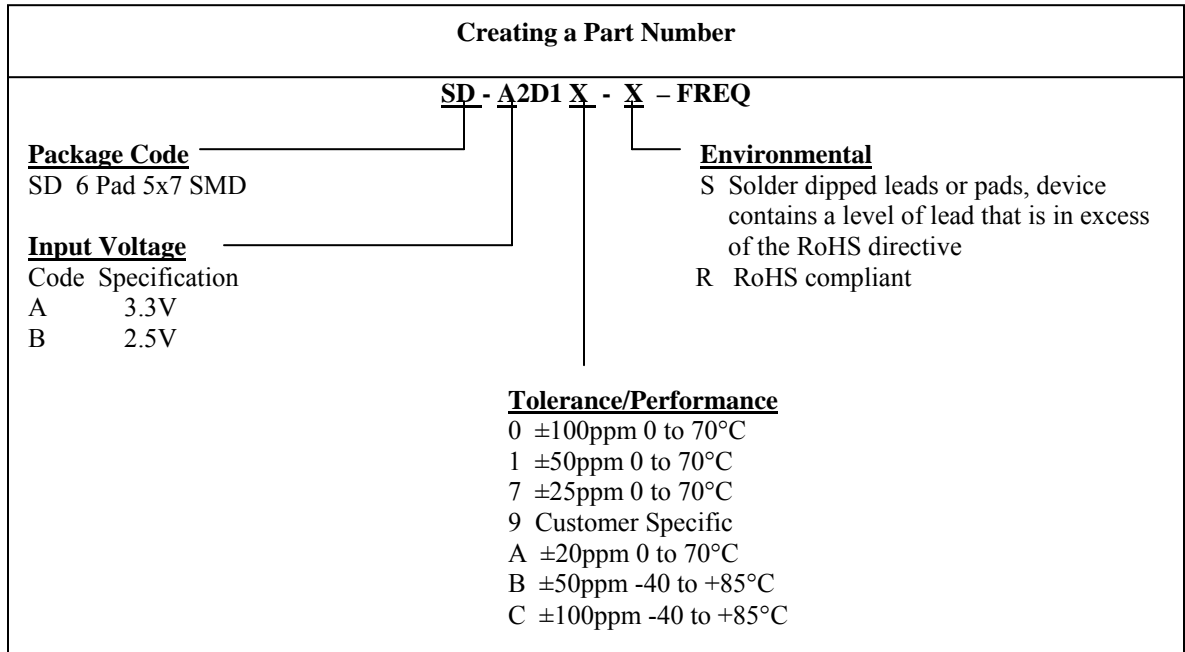 Creating a Part Number
SD - A2D1 X - X – FREQ
Package Code
SD 6 Pad 5x7 SMD
Input Voltage
Code Specification
A 3.3V
B 2.5V
Environmental
S Solder dipped leads or pads, device
contains a level of lead that is in excess
of the RoHS directive
R RoHS compliant
Tolerance/Performance
0 ±100ppm 0 to 70°C
1 ±50ppm 0 to 70°C
7 ±25ppm 0 to 70°C
9 Customer Specific
A ±20ppm 0 to 70°C
B ±50ppm -40 to +85°C
C ±100ppm -40 to +85°C